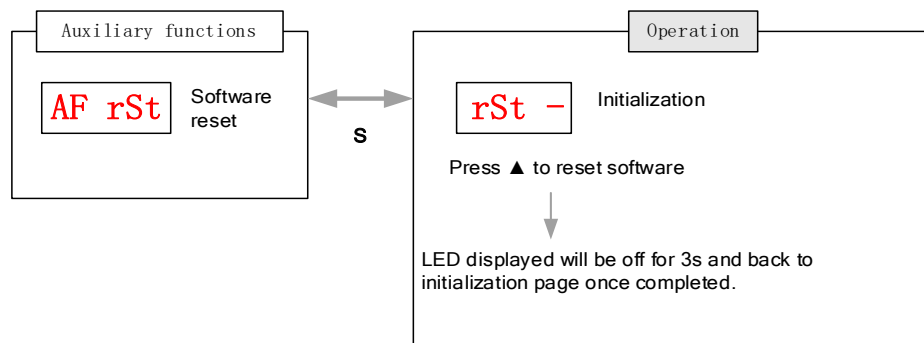 Auxiliary functions
AF rSt
Software
reset
S
Operation
rSt -
Initialization
Press ▲ to reset software
LED displayed will be off for 3s and back to
initialization page once completed.